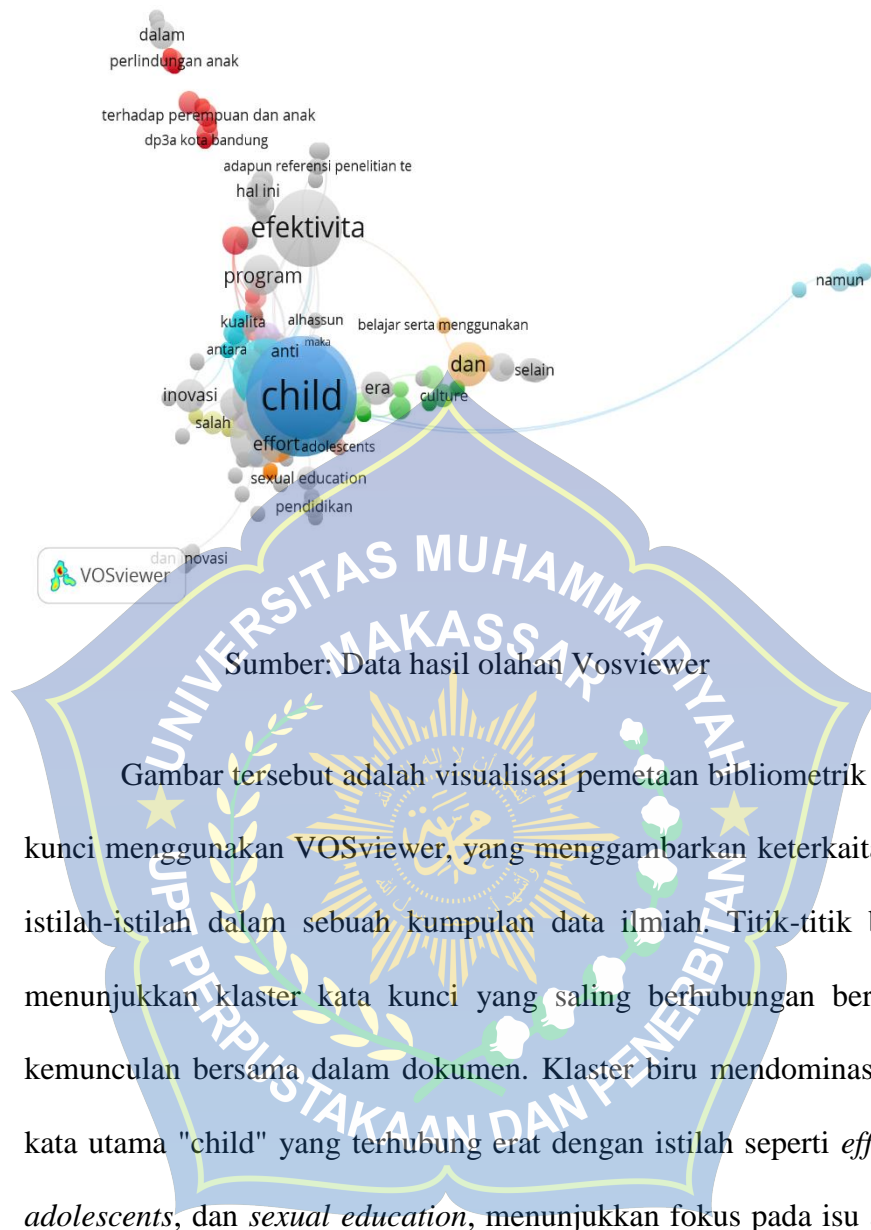 dalam
perlindungan anak
terhadap perempuan dan anak
dp3a kota bandung
adapun referensi penelitian te
hal ini
efektivita
program
namun
kualita
alhassun
belajar serta menggunakan
antara
anti
maka
dan
selain
inovasi
child
era
culture
salah
effort
adolescents
sexual education
pendidikan
dan inovasi
VOSviewer
UNIVERSITAS MUHAMMADIYAH
MAKASSAR
UPT PERPUSTAKAAN DAN PENERBITAN
Sumber: Data hasil olahan Vosviewer
Gambar tersebut adalah visualisasi pemetaan bibliometrik
kunci menggunakan VOSviewer, yang menggambarkan keterkaita
istilah-istilah dalam sebuah kumpulan data ilmiah. Titik-titik b
menunjukkan klaster kata kunci yang saling berhubungan ber
kemunculan bersama dalam dokumen. Klaster biru mendominas
kata utama "child" yang terhubung erat dengan istilah seperti eff
adolescents, dan sexual education, menunjukkan fokus pada isu